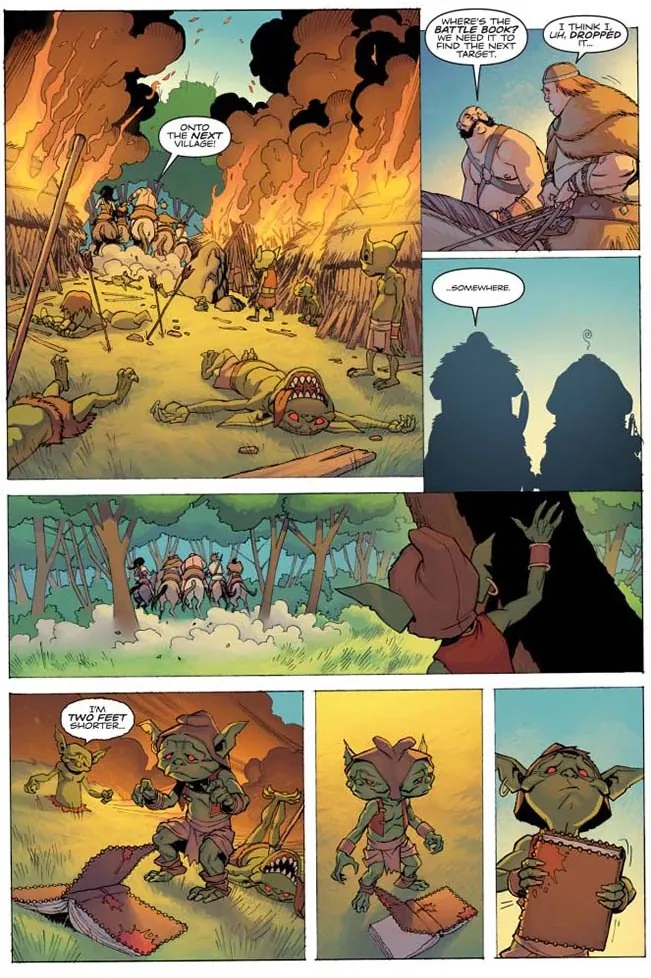 ONTO
THE NEXT
VILLAGE!
WHERE'S THE
BATTLE BOOK?
WE NEED IT TO
FIND THE NEXT
TARGET.
I THINK I,
UH, DROPPED
IT...
...SOMEWHERE.
I'M
TWO FEET
SHORTER...